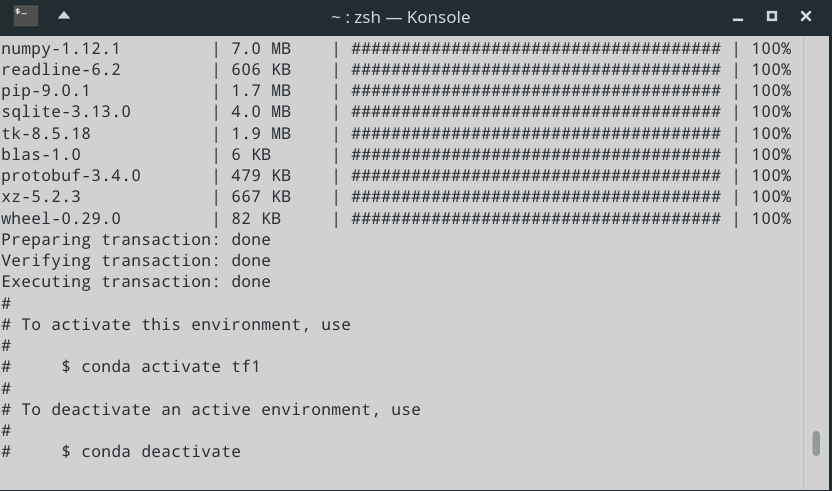 ~ : zsh — Konsole
numpy-1.12.1 | 7.0 MB | ##################################### | 100%
readline-6.2 | 606 KB | ##################################### | 100%
pip-9.0.1 | 1.7 MB | ##################################### | 100%
sqlite-3.13.0 | 4.0 MB | ##################################### | 100%
tk-8.5.18 | 1.9 MB | ##################################### | 100%
blas-1.0 | 6 KB | ##################################### | 100%
protobuf-3.4.0 | 479 KB | ##################################### | 100%
xz-5.2.3 | 667 KB | ##################################### | 100%
wheel-0.29.0 | 82 KB | ##################################### | 100%
Preparing transaction: done
Verifying transaction: done
Executing transaction: done
#
# To activate this environment, use
#
#     $ conda activate tf1
#
# To deactivate an active environment, use
#
#     $ conda deactivate